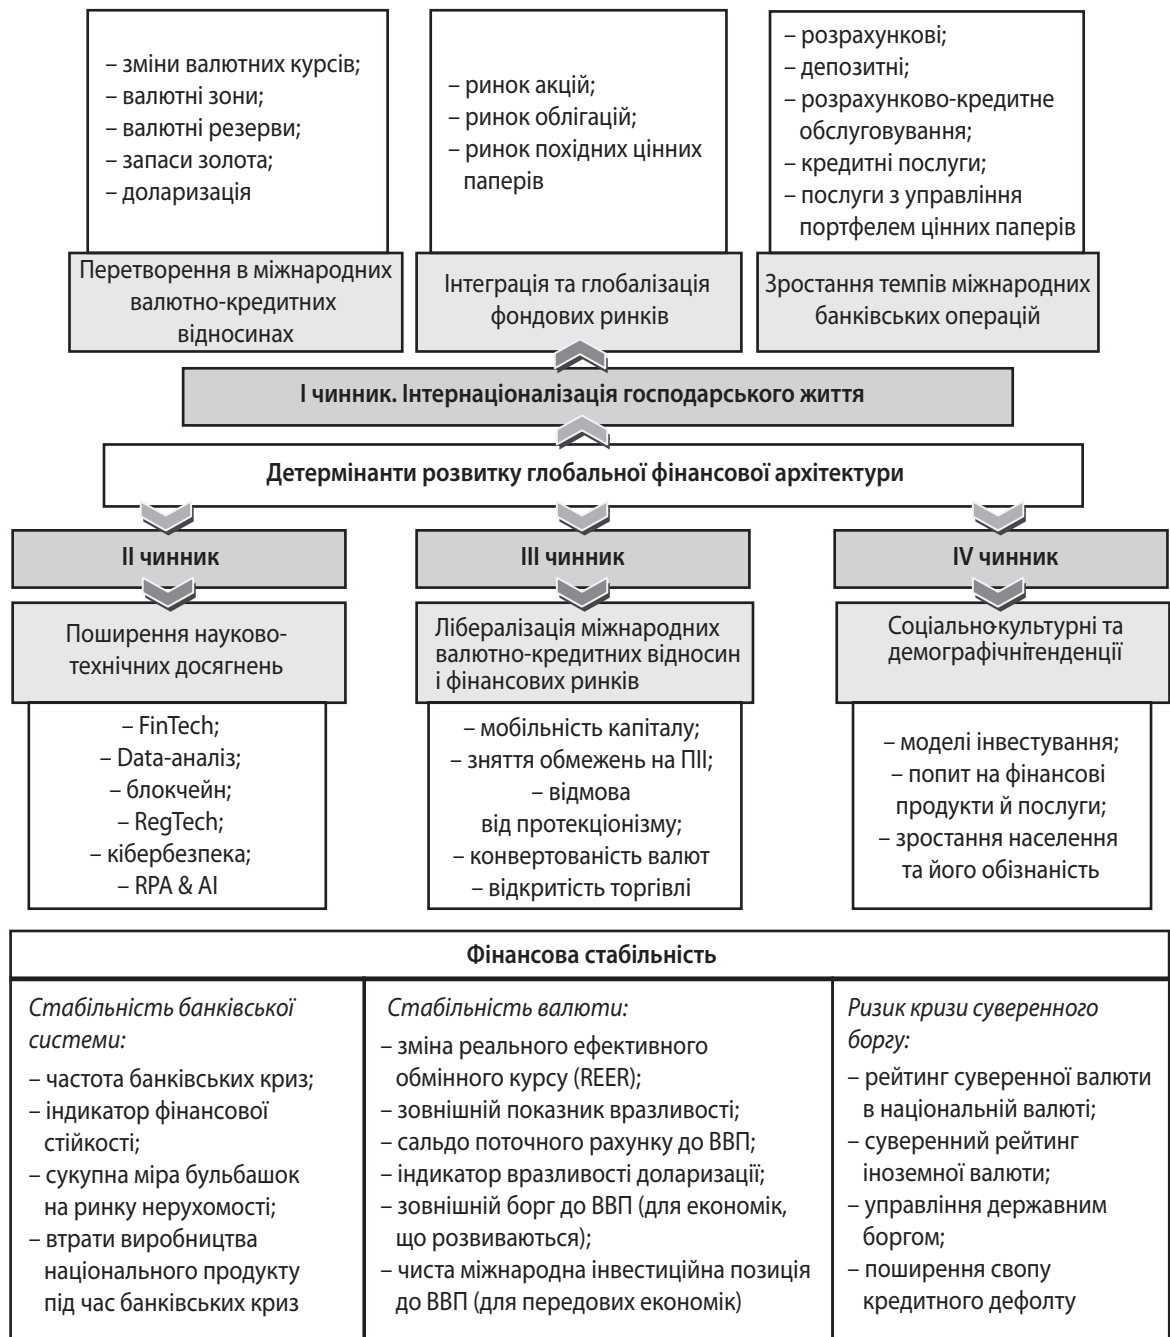 – зміни валютних курсів;
– валютні зони;
– валютні резерви;
– запаси золота;
– доларизація
– ринок акцій;
– ринок облігацій;
– ринок похідних цінних
паперів
– розрахункові;
– депозитні;
– розрахунково-кредитне
обслуговування;
– кредитні послуги;
– послуги з управління
портфелем цінних паперів
Перетворення в міжнародних
валютно-кредитних
відносинах
Інтеграція та глобалізація
фондових ринків
Зростання темпів міжнародних
банківських операцій
І чинник. Інтернаціоналізація господарського життя
Детермінанти розвитку глобальної фінансової архітектури
ІІ чинник
ІІІ чинник
IV чинник
Поширення науково-
технічних досягнень
Лібералізація міжнародних
валютно-кредитних відносин
і фінансових ринків
Соціально-культурні та
демографічнітенденції
– FinTech;
– Data-аналіз;
– блокчейн;
– RegTech;
– кібербезпека;
– RPA & AI
– мобільність капіталу;
– зняття обмежень на ПІІ;
– відмова
від протекціонізму;
– конвертованість валют
– відкритість торгівлі
– моделі інвестування;
– попит на фінансові
продукти й послуги;
– зростання населення
та його обізнаність
Фінансова стабільність
Стабільність банківської
системи:
– частота банківських криз;
– індикатор фінансової
стійкості;
– сукупна міра бульбашок
на ринку нерухомості;
– втрати виробництва
національного продукту
під час банківських криз
Стабільність валюти:
– зміна реального ефективного
обмінного курсу (REER);
– зовнішній показник вразливості;
– сальдо поточного рахунку до ВВП;
– індикатор вразливості доларизації;
– зовнішній борг до ВВП (для економік,
що розвиваються);
– чиста міжнародна інвестиційна позиція
до ВВП (для передових економік)
Ризик кризи суверенного
боргу:
– рейтинг суверенної валюти
в національній валюті;
– суверенний рейтинг
іноземної валюти;
– управління державним
боргом;
– поширення свопу
кредитного дефолту